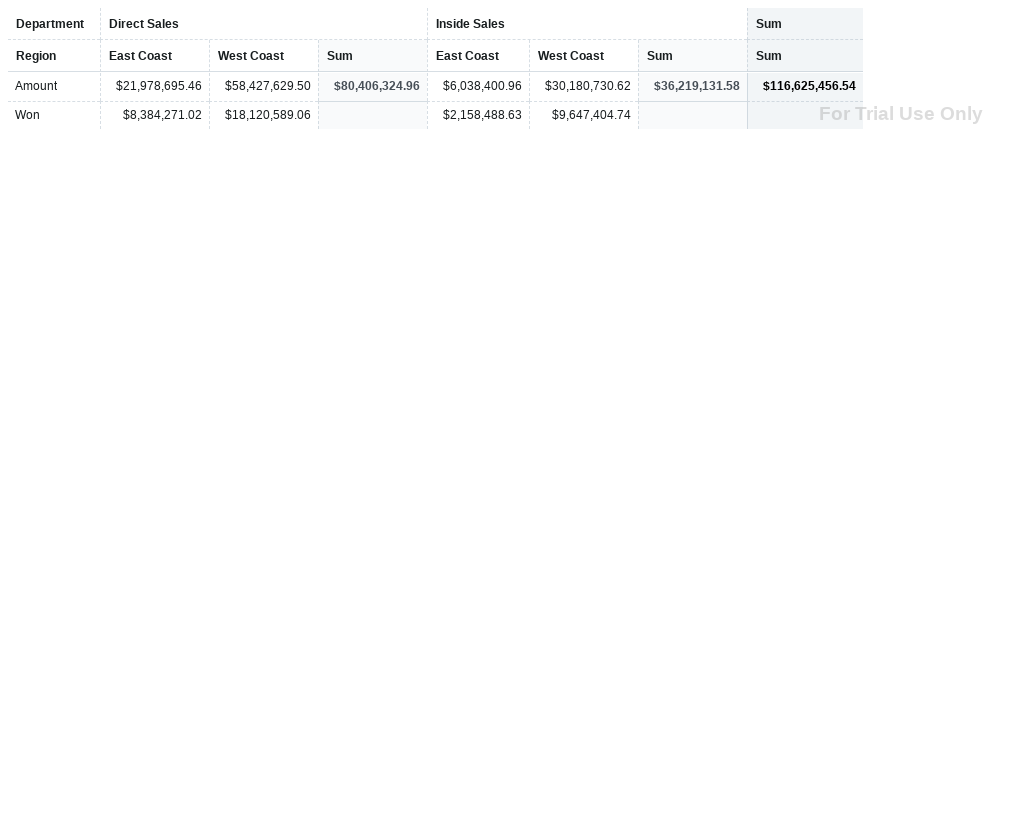 Department Direct Sales Inside Sales Sum
Region East Coast West Coast Sum East Coast West Coast Sum Sum
Amount $21,978,695.46 $58,427,629.50 $80,406,324.96 $6,038,400.96 $30,180,730.62 $36,219,131.58 $116,625,456.54
Won $8,384,271.02 $18,120,589.06 $2,158,488.63 $9,647,404.74
For Trial Use Only